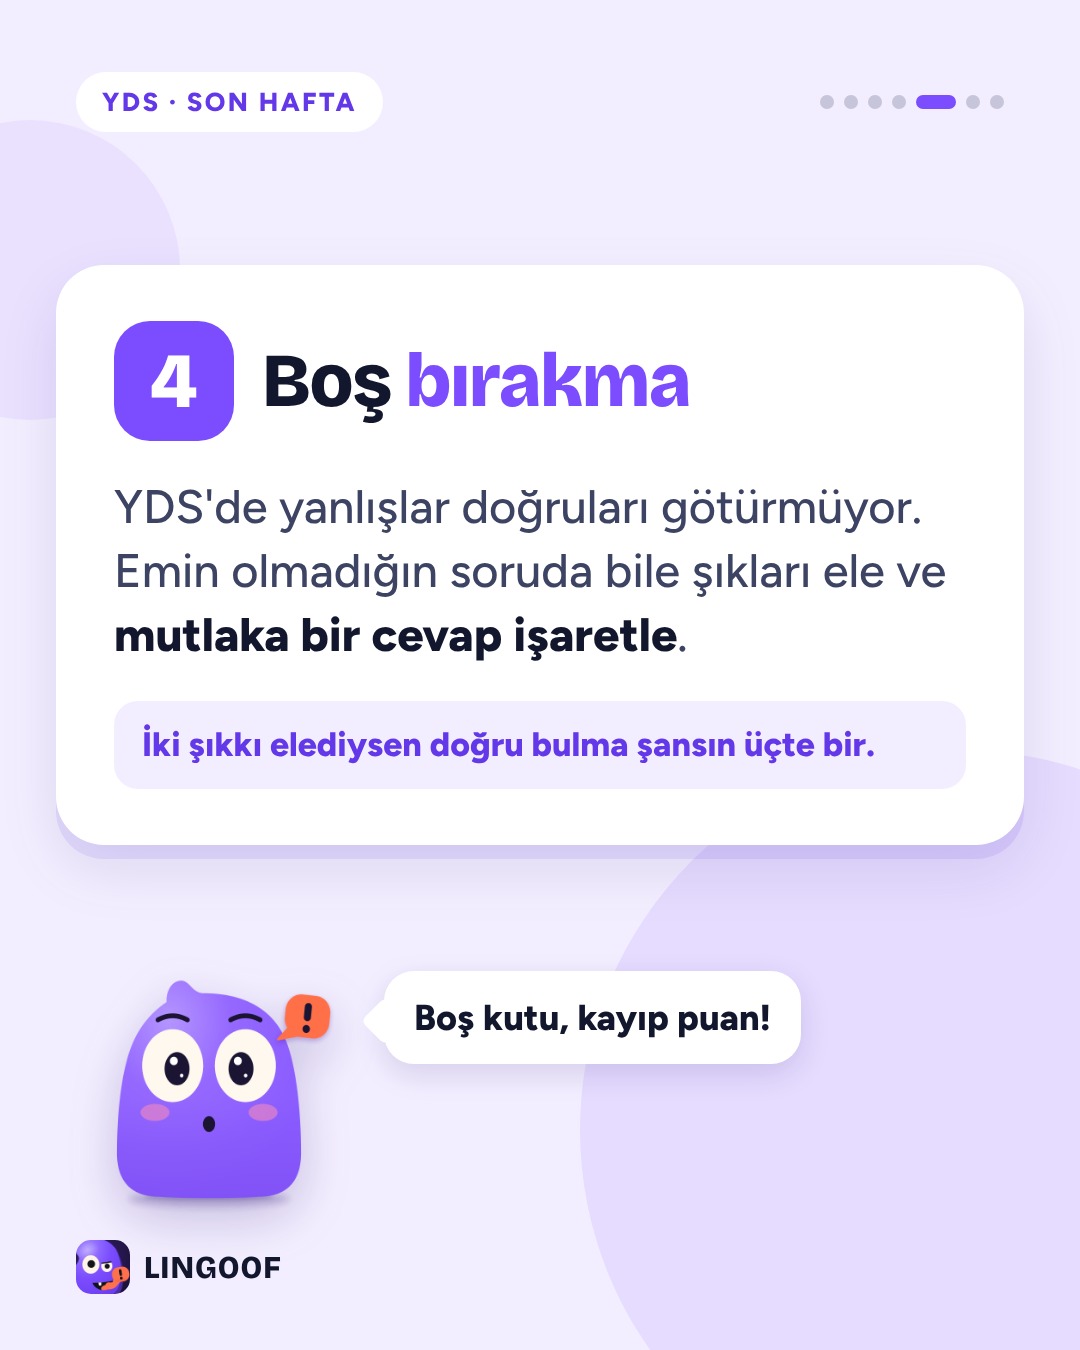 YDS · SON HAFTA
4 Boş bırakma
YDS'de yanlışlar doğruları götürmüyor.
Emin olmadığın soruda bile şıkları ele ve
mutlaka bir cevap işaretle.
İki şıkkı elediysen doğru bulma şansın üçte bir.
!
Boş kutu, kayıp puan!
LINGOOF